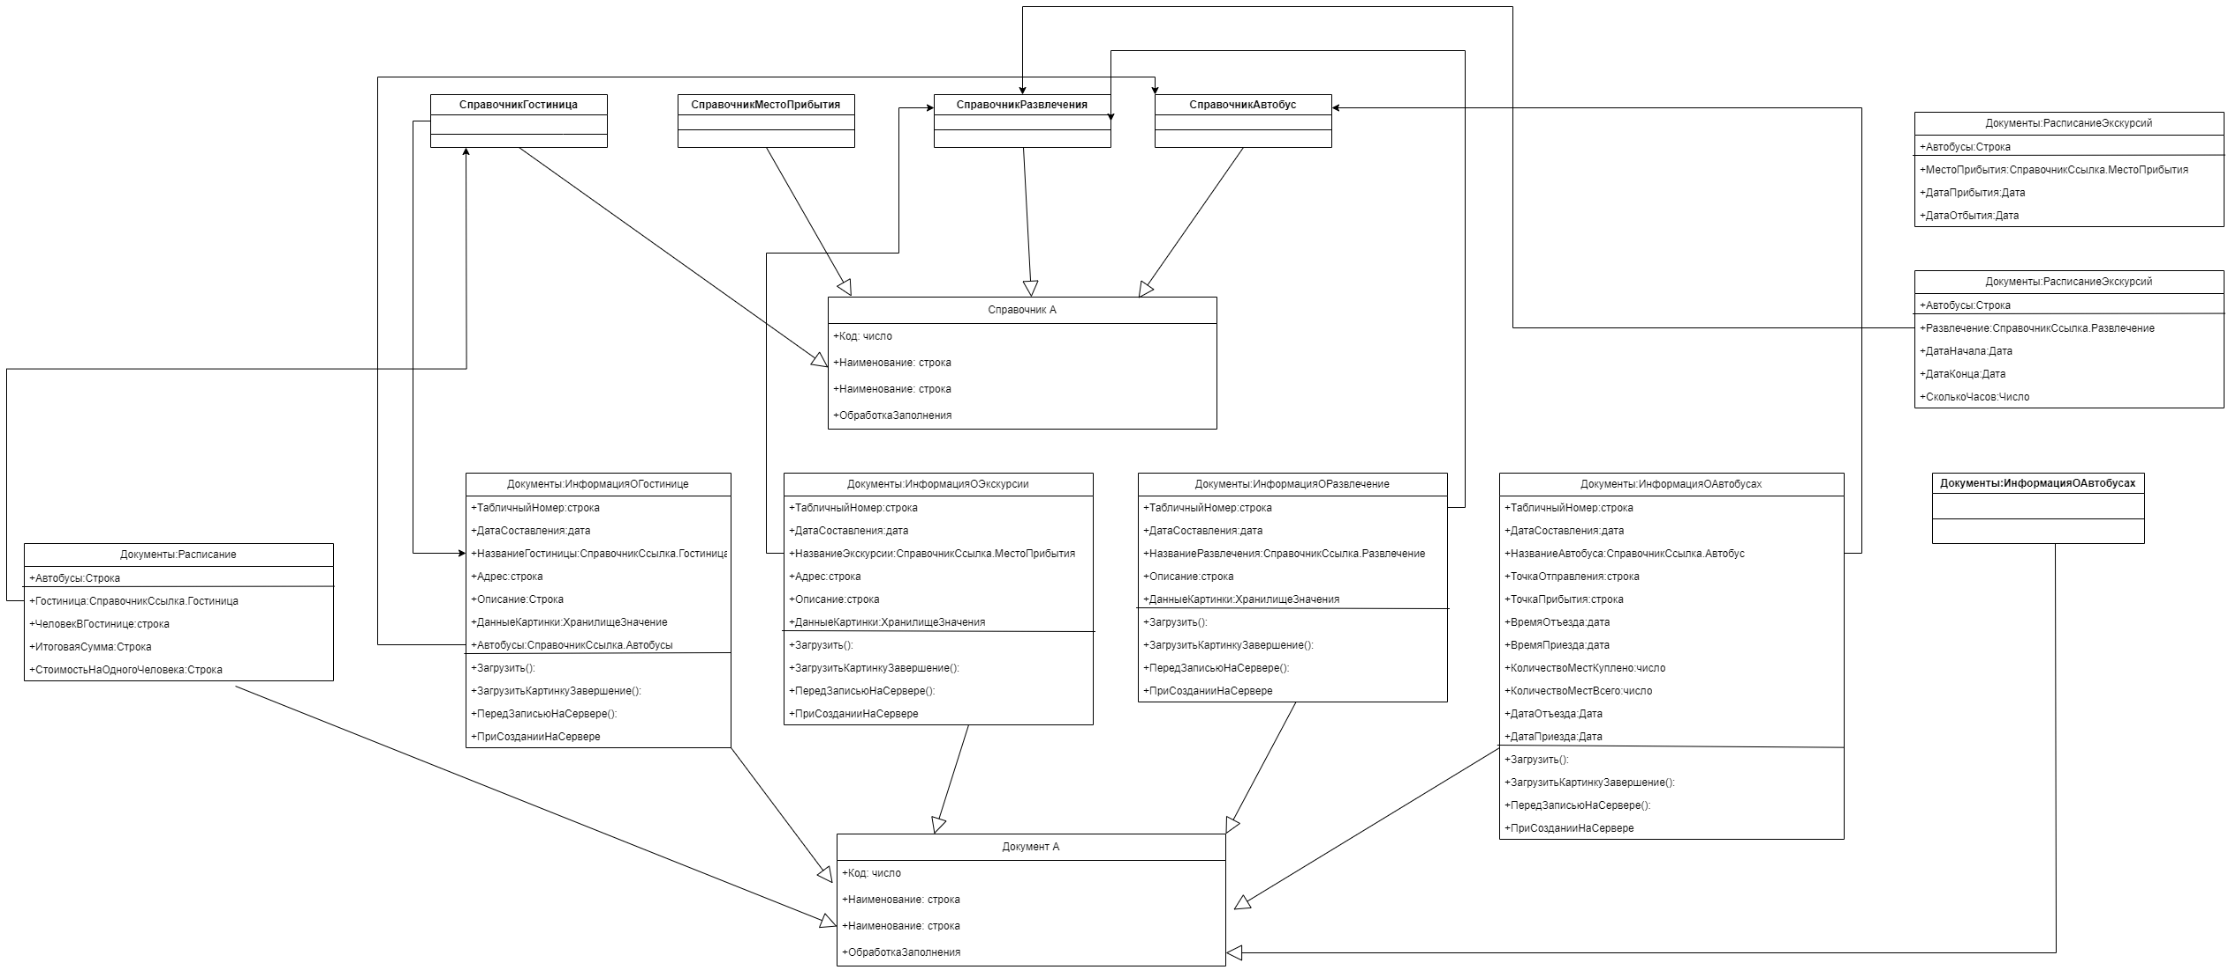 СправочникГостиница
СправочникМестоПрибытия
СправочникРазвлечения
СправочникАвтобус
Документы:РасписаниеЭкскурсий
+Автобусы:Строка
+МестоПрибытия:СправочникСсылка.МестоПрибытия
+ДатаПрибытия:Дата
+ДатаОтбытия:Дата
Документы:РасписаниеЭкскурсий
+Автобусы:Строка
+Развлечение:СправочникСсылка.Развлечение
+ДатаНачала:Дата
+ДатаКонца:Дата
+СколькоЧасов:Число
Справочник А
+Код: число
+Наименование: строка
+Наименование: строка
+ОбработкаЗаполнения
Документы:Расписание
+Автобусы:Строка
+Гостиница:СправочникСсылка.Гостиница
+ЧеловекВГостинице:строка
+ИтоговаяСумма:Строка
+СтоимостьНаОдногоЧеловека:Строка
Документы:ИнформацияОГостинице
+ТабличныйНомер:строка
+ДатаСоставления:дата
+НазваниеГостиницы:СправочникСсылка.Гостиница
+Адрес:строка
+Описание:Строка
+ДанныеКартинки:ХранилищеЗначение
+Автобусы:СправочникСсылка.Автобусы
+Загрузить():
+ЗагрузитьКартинкуЗавершение():
+ПередЗаписьюНаСервере():
+ПриСозданииНаСервере
Документы:ИнформацияОЭкскурсии
+ТабличныйНомер:строка
+ДатаСоставления:дата
+НазваниеЭкскурсии:СправочникСсылка.МестоПрибытия
+Адрес:строка
+Описание:строка
+ДанныеКартинки:ХранилищеЗначения
+Загрузить():
+ЗагрузитьКартинкуЗавершение():
+ПередЗаписьюНаСервере():
+ПриСозданииНаСервере
Документы:ИнформацияОРазвлечение
+ТабличныйНомер:строка
+ДатаСоставления:дата
+НазваниеРазвлечения:СправочникСсылка.Развлечение
+Описание:строка
+ДанныеКартинки:ХранилищеЗначения
+Загрузить():
+ЗагрузитьКартинкуЗавершение():
+ПередЗаписьюНаСервере():
+ПриСозданииНаСервере
Документы:ИнформацияОАвтобусах
+ТабличныйНомер:строка
+ДатаСоставления:дата
+НазваниеАвтобуса:СправочникСсылка.Автобус
+ТочкаОтправления:строка
+ТочкаПрибытия:строка
+ВремяОтъезда:дата
+ВремяПриезда:дата
+КоличествоМестКуплено:число
+КоличествоМестВсего:число
+ДатаОтъезда:Дата
+ДатаПриезда:Дата
+Загрузить():
+ЗагрузитьКартинкуЗавершение():
+ПередЗаписьюНаСервере():
+ПриСозданииНаСервере
Документы:ИнформацияОАвтобусах
Документ А
+Код: число
+Наименование: строка
+Наименование: строка
+ОбработкаЗаполнения